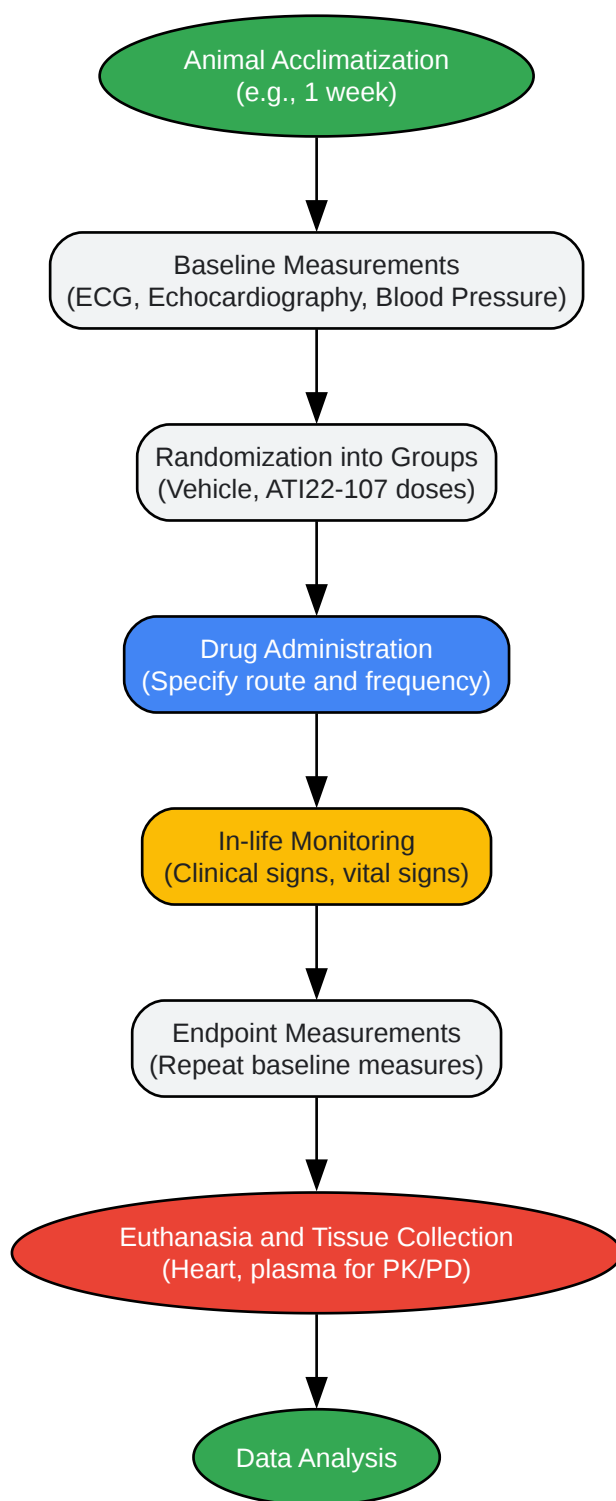 Animal Acclimatization
(e.g., 1 week)
Baseline Measurements
(ECG, Echocardiography, Blood Pressure)
Randomization into Groups
(Vehicle, ATI22-107 doses)
Drug Administration
(Specify route and frequency)
In-life Monitoring
(Clinical signs, vital signs)
Endpoint Measurements
(Repeat baseline measures)
Euthanasia and Tissue Collection
(Heart, plasma for PK/PD)
Data Analysis